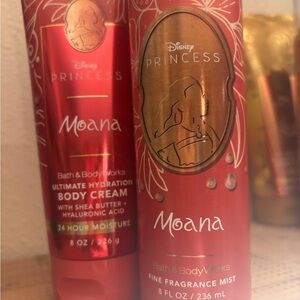 Disney
PRINCESS
Moana
Bath & Body Works
ULTIMATE HYDRATION
BODY CREAM
WITH SHEA BUTTER +
HYALURONIC ACID
24 HOUR MOISTURE
8 OZ / 226 g
Disney
PRINCESS
Moana
Bath & Body Works
FINE FRAGRANCE MIST
8 FL OZ / 236 mL